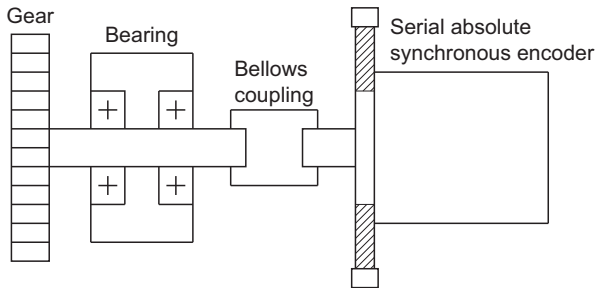 Gear
Bearing
Bellows
coupling
Serial absolute
synchronous encoder